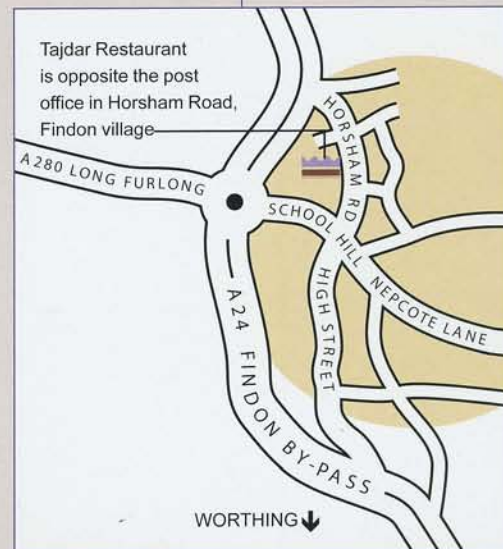 Tajdar Restaurant
is opposite the post
office in Horsham Road,
Findon village
HORSHAM RD
A280 LONG FURLONG
SCHOOL HILL
NEPCOTE LANE
HIGH STREET
A24 FINDON BY-PASS
WORTHING